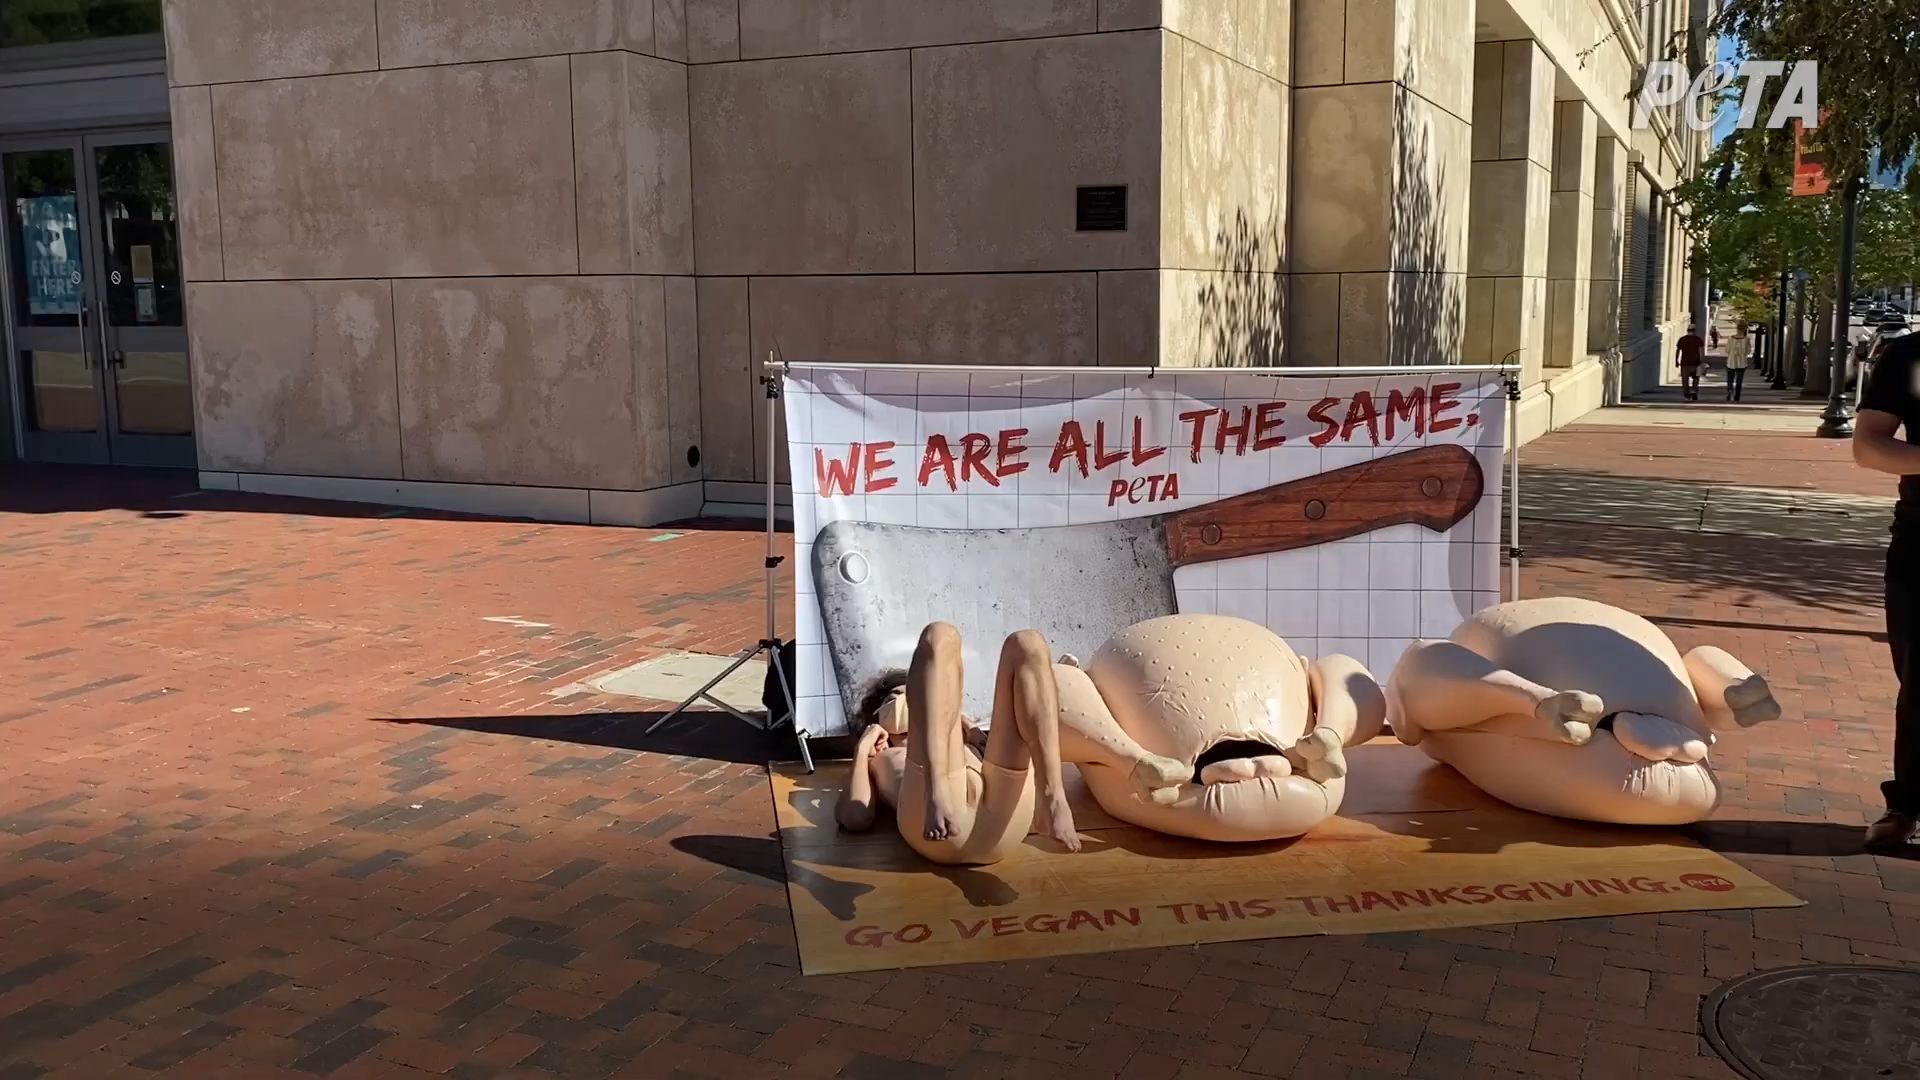 PETA
ENTER
HERE
WE ARE ALL THE SAME.
PETA
GO VEGAN THIS THANKSGIVING. PETA